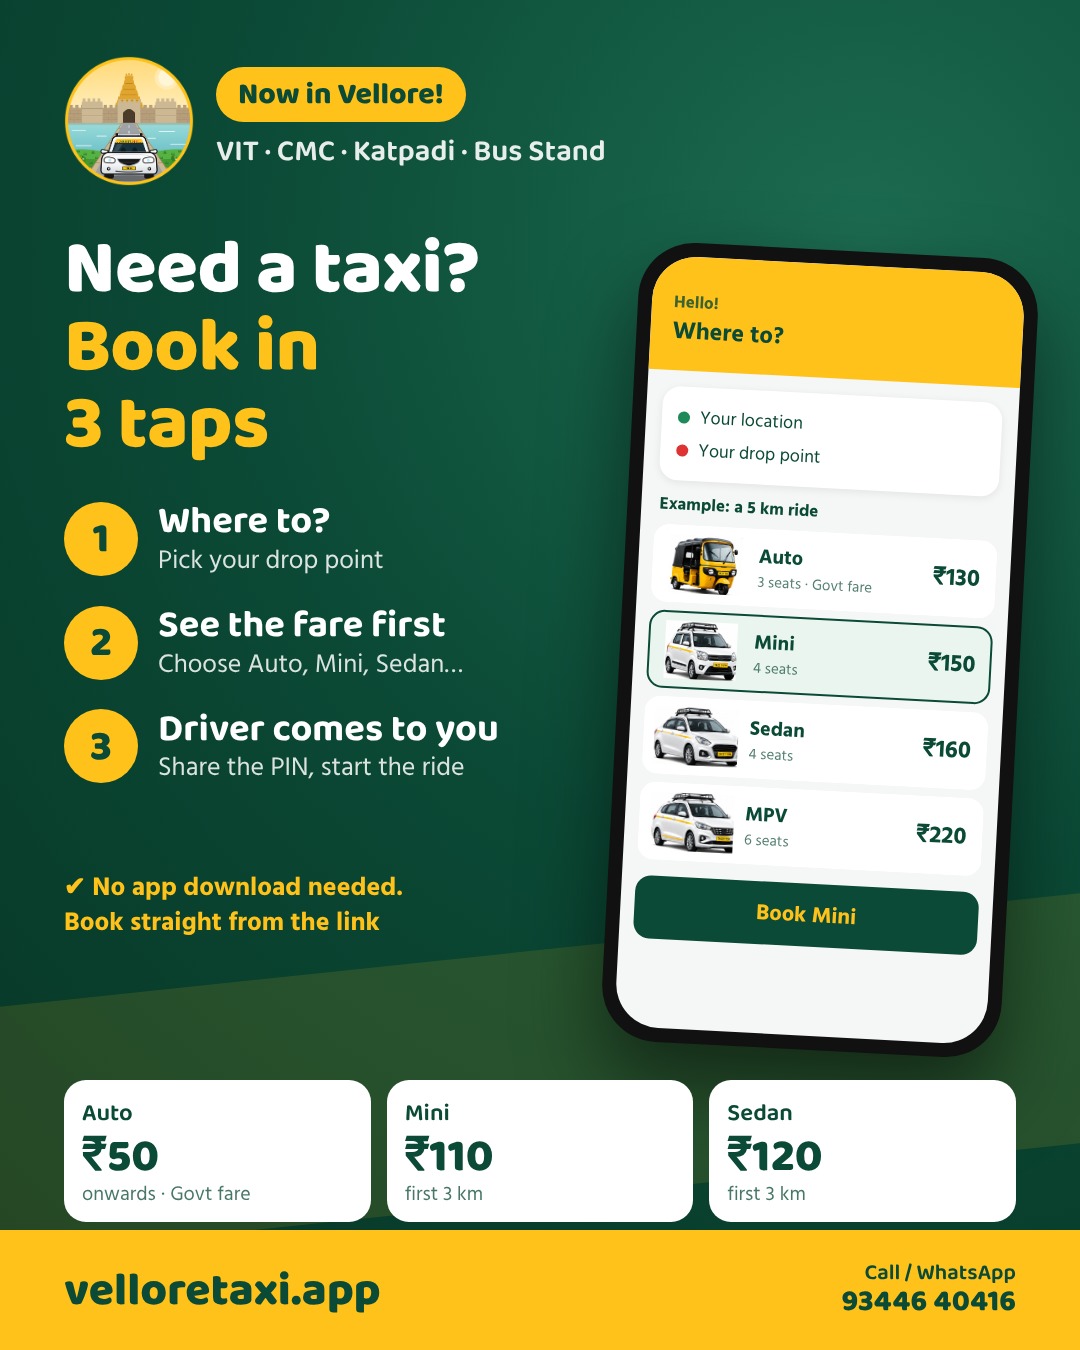 Now in Vellore!
VIT · CMC · Katpadi · Bus Stand
Need a taxi?
Book in
3 taps
1
Where to?
Pick your drop point
2
See the fare first
Choose Auto, Mini, Sedan...
3
Driver comes to you
Share the PIN, start the ride
✔ No app download needed.
Book straight from the link
Hello!
Where to?
Your location
Your drop point
Example: a 5 km ride
Auto
3 seats · Govt fare
₹130
Mini
4 seats
₹150
Sedan
4 seats
₹160
MPV
6 seats
₹220
Book Mini
Auto
₹50
onwards · Govt fare
Mini
₹110
first 3 km
Sedan
₹120
first 3 km
velloretaxi.app
Call / WhatsApp
93446 40416